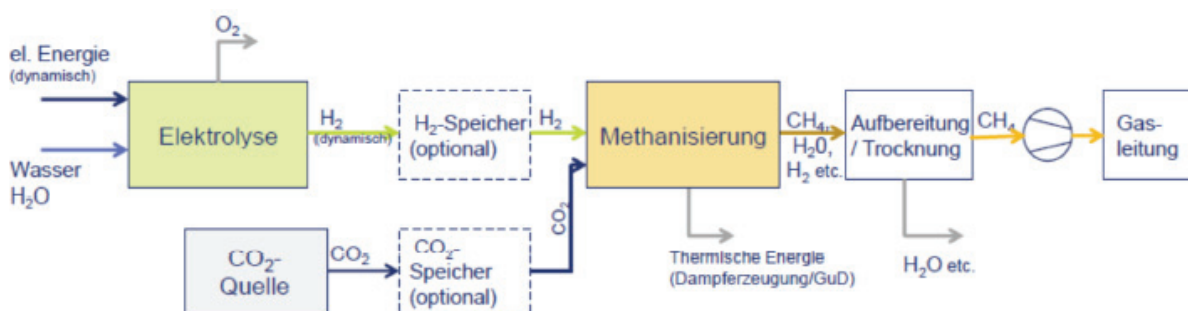 O₂
el. Energie
(dynamisch)
Elektrolyse
Wasser
H₂O
H₂
(dynamisch)
H₂-Speicher
(optional)
H₂
Methanisierung
CH₄,
H₂0,
H₂ etc.
Aufbereitung
/ Trocknung
CH₄
Gas-
leitung
CO₂-
Quelle
CO₂
CO₂-
Speicher
(optional)
CO₂
Thermische Energie
(Dampferzeugung/GuD)
H₂O etc.